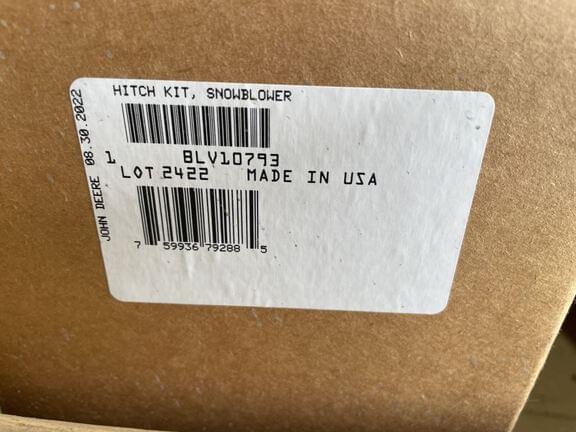 HITCH KIT, SNOWBLOWER
1 BLV10793
LOT 2422 MADE IN USA
7 59936 79288 5
JOHN DEERE 08.30.2022